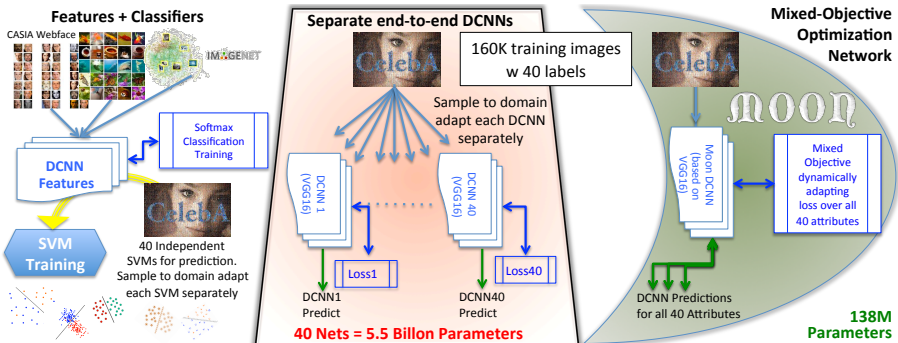 Features + Classifiers
CASIA Webface
IMAGENET
DCNN
Features
Softmax
Classification
Training
CelebA
SVM
Training
40 Independent
SVMs for prediction.
Sample to domain adapt
each SVM separately
Separate end-to-end DCNNs
CelebA
160K training images
w 40 labels
Sample to domain
adapt each DCNN
separately
DCNN 1
(VGG16)
DCNN 40
(VGG16)
Loss1
Loss40
DCNN1
Predict
DCNN40
Predict
40 Nets = 5.5 Billon Parameters
Mixed-Objective
Optimization
Network
CelebA
MOON
Moon DCNN
(based on
VGG16)
Mixed
Objective
dynamically
adapting
loss over all
40 attributes
DCNN Predictions
for all 40 Attributes
138M
Parameters